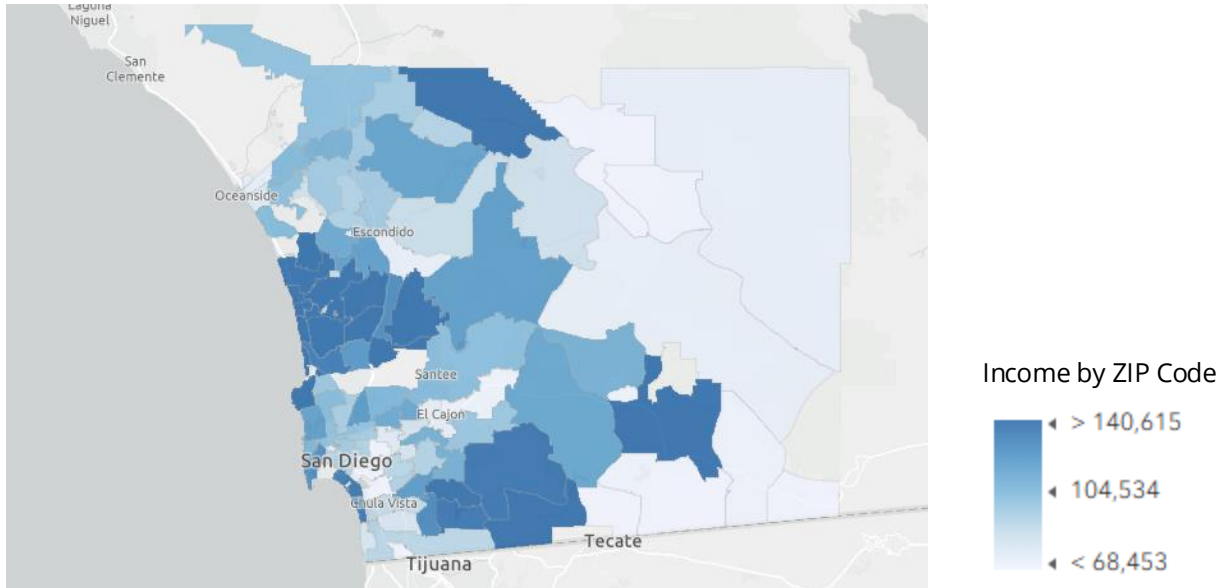 Laguna
Niguel
San
Clemente
Oceanside
Escondido
Santee
El Cajon
San Diego
Chula Vista
Tecate
Tijuana
Income by ZIP Code
> 140,615
104,534
< 68,453